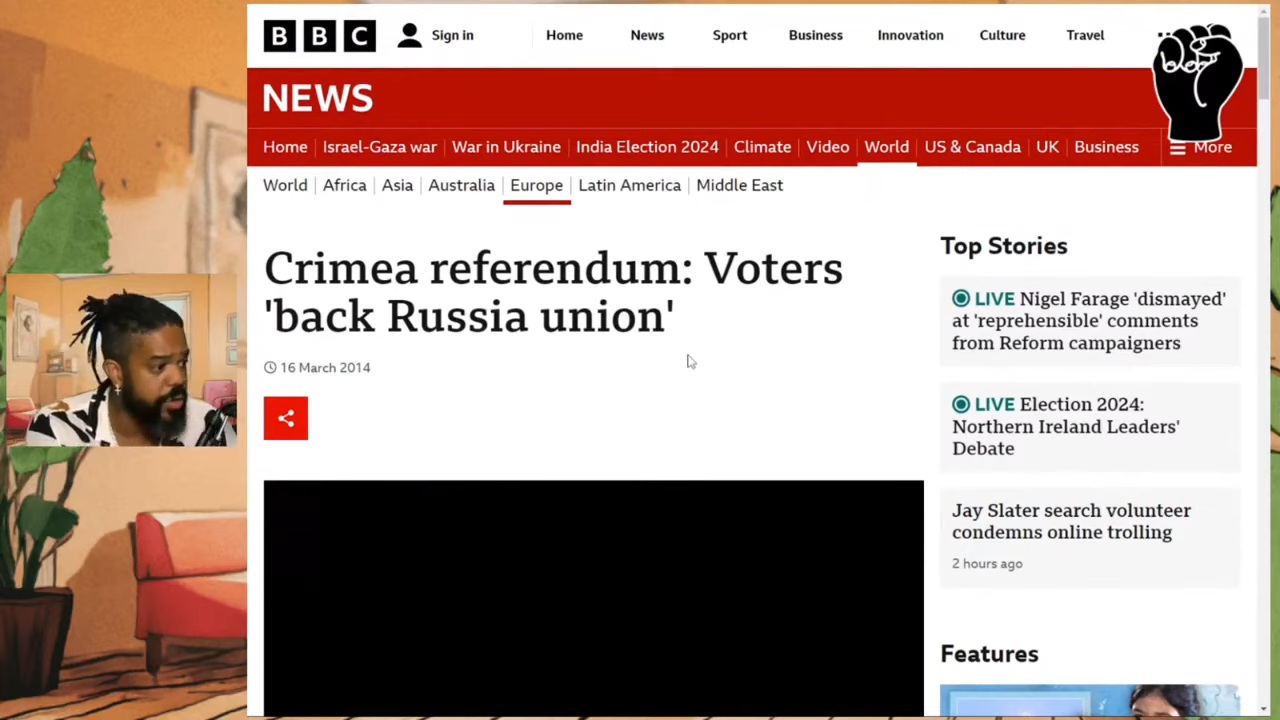 BBC
Sign in
Home
News
Sport
Business
Innovation
Culture
Travel
NEWS
Home
Israel-Gaza war
War in Ukraine
India Election 2024
Climate
Video
World
US & Canada
UK
Business
More
World
Africa
Asia
Australia
Europe
Latin America
Middle East
Crimea referendum: Voters
'back Russia union'
16 March 2014
Top Stories
LIVE Nigel Farage 'dismayed'
at 'reprehensible' comments
from Reform campaigners
LIVE Election 2024:
Northern Ireland Leaders'
Debate
Jay Slater search volunteer
condemns online trolling
2 hours ago
Features